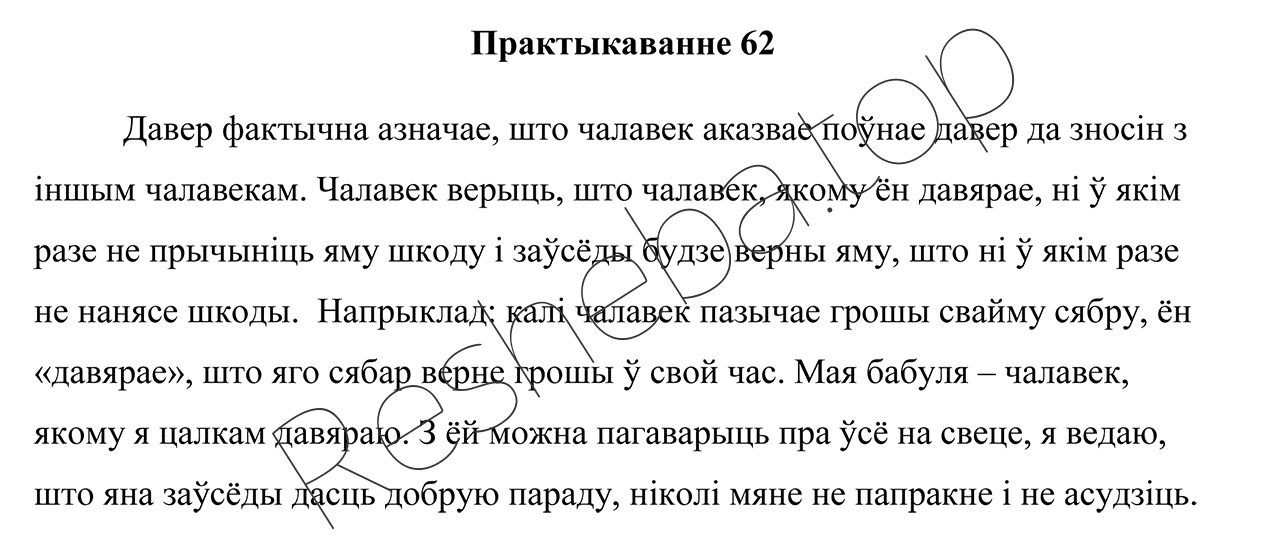 Практыкаванне 62
Давер фактычна азначае, што чалавек аказвае поўнае давер да зносін з
іншым чалавекам. Чалавек верыць, што чалавек, якому ён давярае, ні ў якім
разе не прычыніць яму шкоду і заўсёды будзе верны яму, што ні ў якім разе
не нанясе шкоды.  Напрыклад: калі чалавек пазычае грошы свайму сябру, ён
«давярае», што яго сябар верне грошы ў свой час. Мая бабуля – чалавек,
якому я цалкам давяраю. З ёй можна пагаварыць пра ўсё на свеце, я ведаю,
што яна заўсёды дасць добрую параду, ніколі мяне не папракне і не асудзіць.
Resheba.top